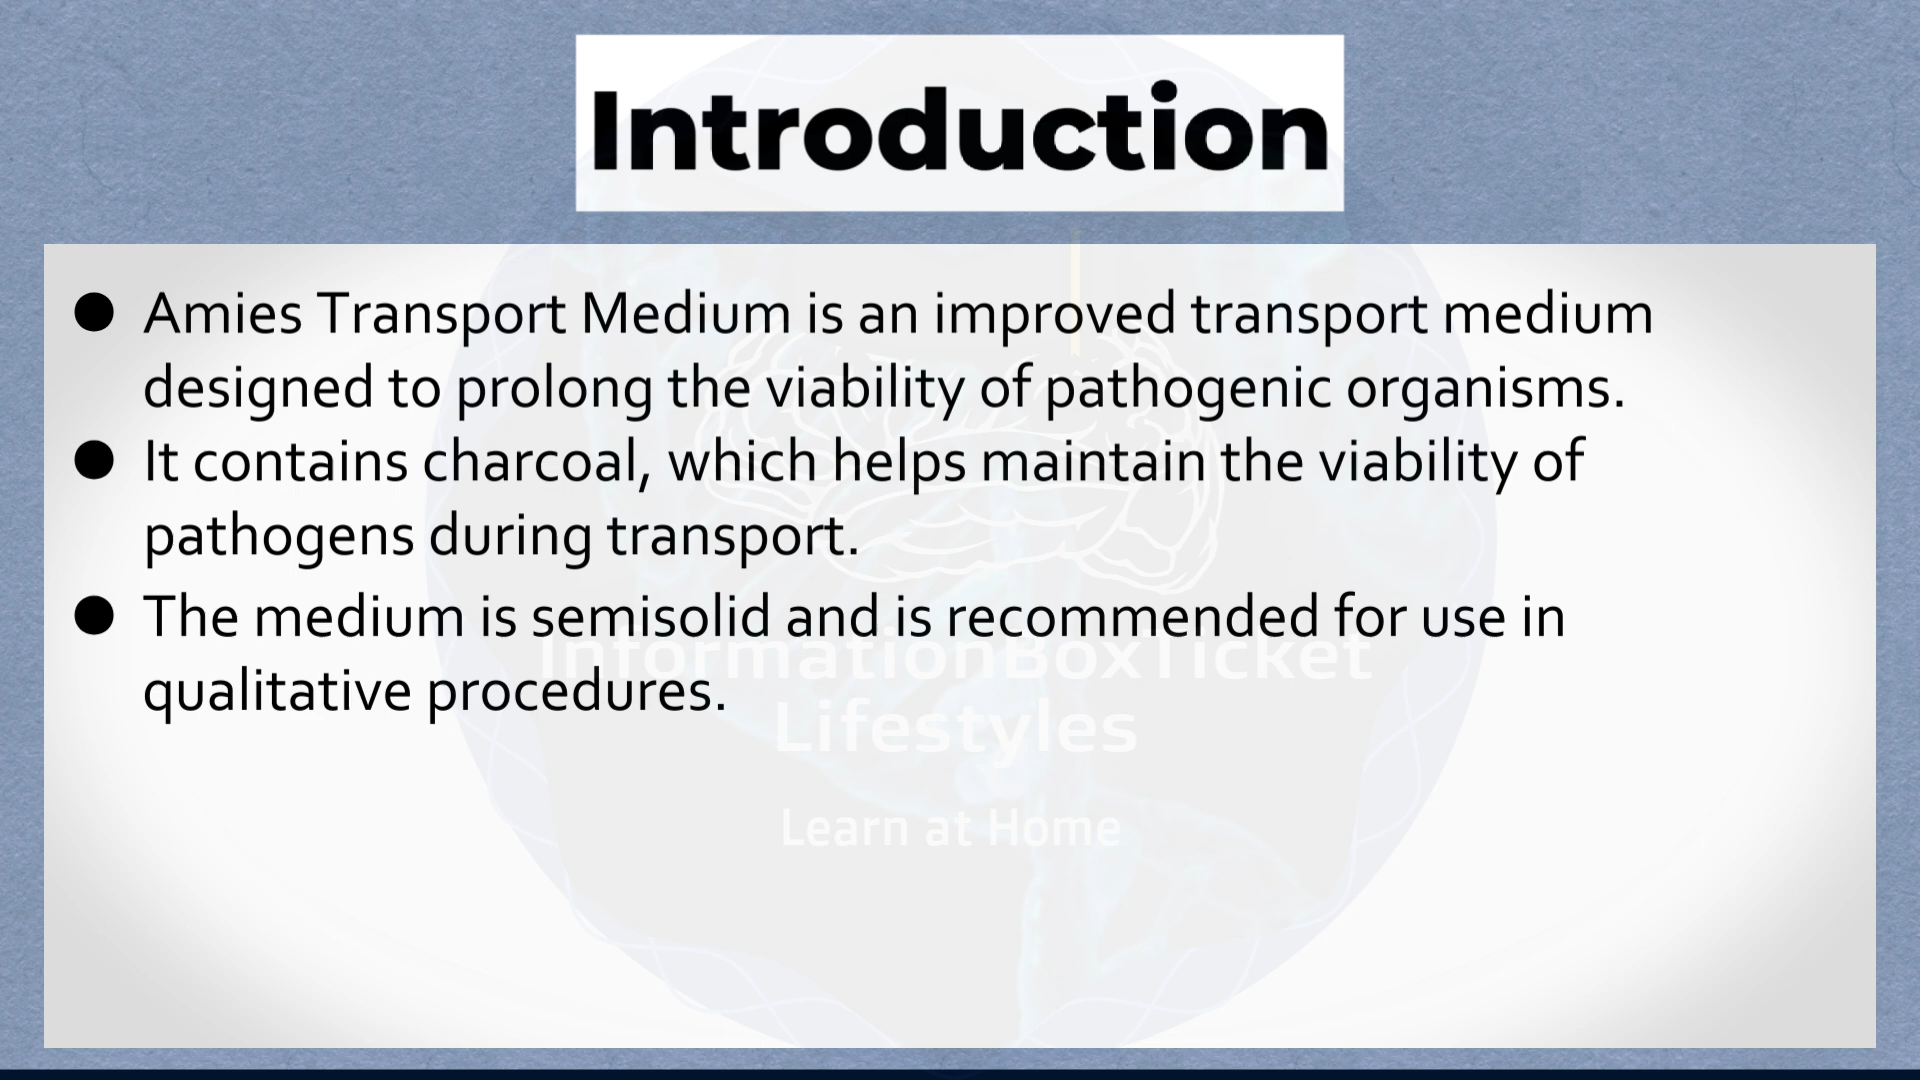 Introduction
● Amies Transport Medium is an improved transport medium
designed to prolong the viability of pathogenic organisms.
● It contains charcoal, which helps maintain the viability of
pathogens during transport.
● The medium is semisolid and is recommended for use in
qualitative procedures.
InformationBoxTicket
Lifestyles
Learn at Home